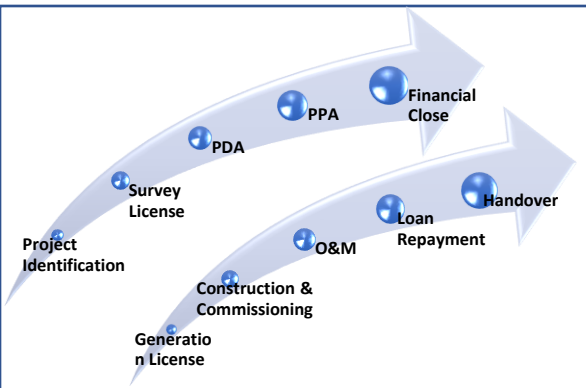 Project
Identification
Survey
License
PDA
PPA
Financial
Close
Generatio
n License
Construction &
Commissioning
O&M
Loan
Repayment
Handover